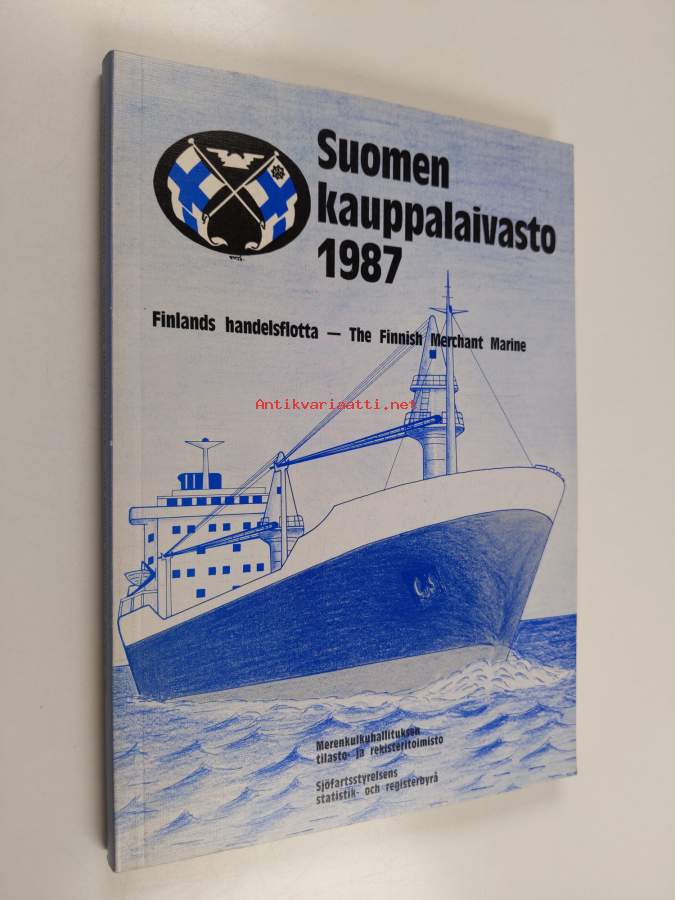 Suomen
kauppalaivasto
1987
Finlands handelsflotta — The Finnish Merchant Marine
Antikvariaatti.net
Merenkulkuhallituksen
tilasto- ja rekisteritoimisto
Sjöfartsstyrelsens
statistik- och registerbyrå